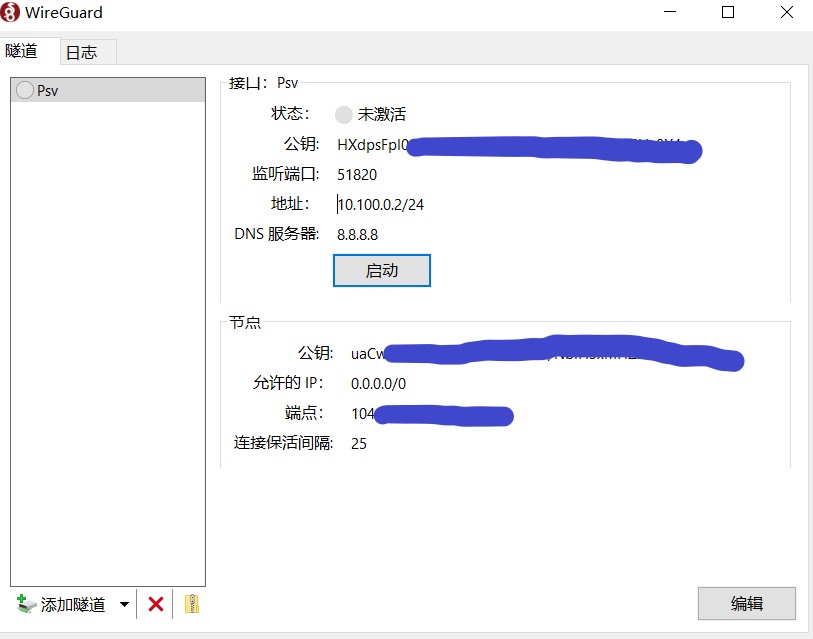 WireGuard
隧道 日志
Psv
接口： Psv
状态： 未激活
公钥: HXdpsFpl0
监听端口: 51820
地址： 10.100.0.2/24
DNS 服务器: 8.8.8.8
启动
节点
公钥: uaCw
允许的 IP： 0.0.0.0/0
端点： 104
连接保活间隔: 25
添加隧道
编辑